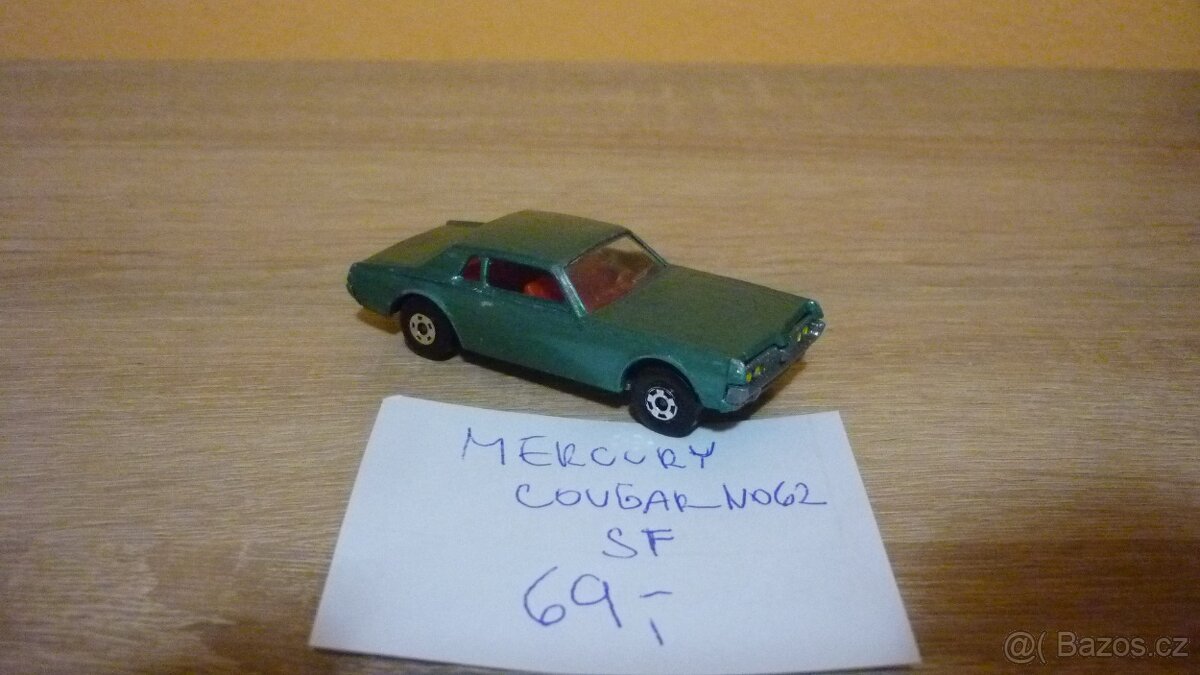 MERCURY
COUGAR NO62
SF
69,-
@( Bazos.cz